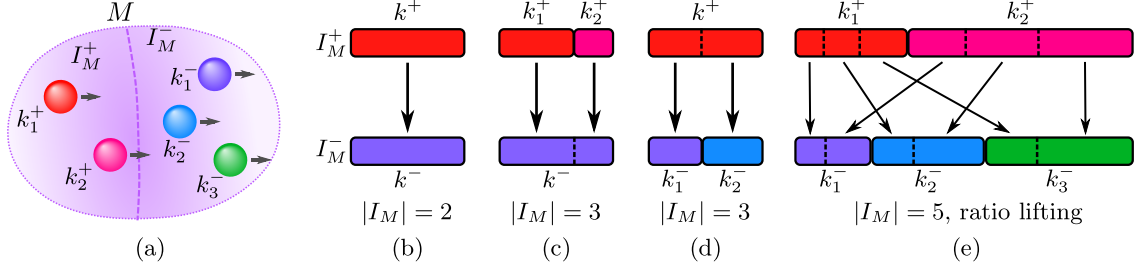 M
I_M^+ I_M^-
k_1^+ k_2^+ k_1^- k_2^- k_3^-
(a)
k^+
I_M^+
I_M^-
k^-
|I_M| = 2
(b)
k_1^+ k_2^+
k^-
|I_M| = 3
(c)
k^+
k_1^- k_2^-
|I_M| = 3
(d)
k_1^+ k_2^+
k_1^- k_2^- k_3^-
|I_M| = 5, ratio lifting
(e)